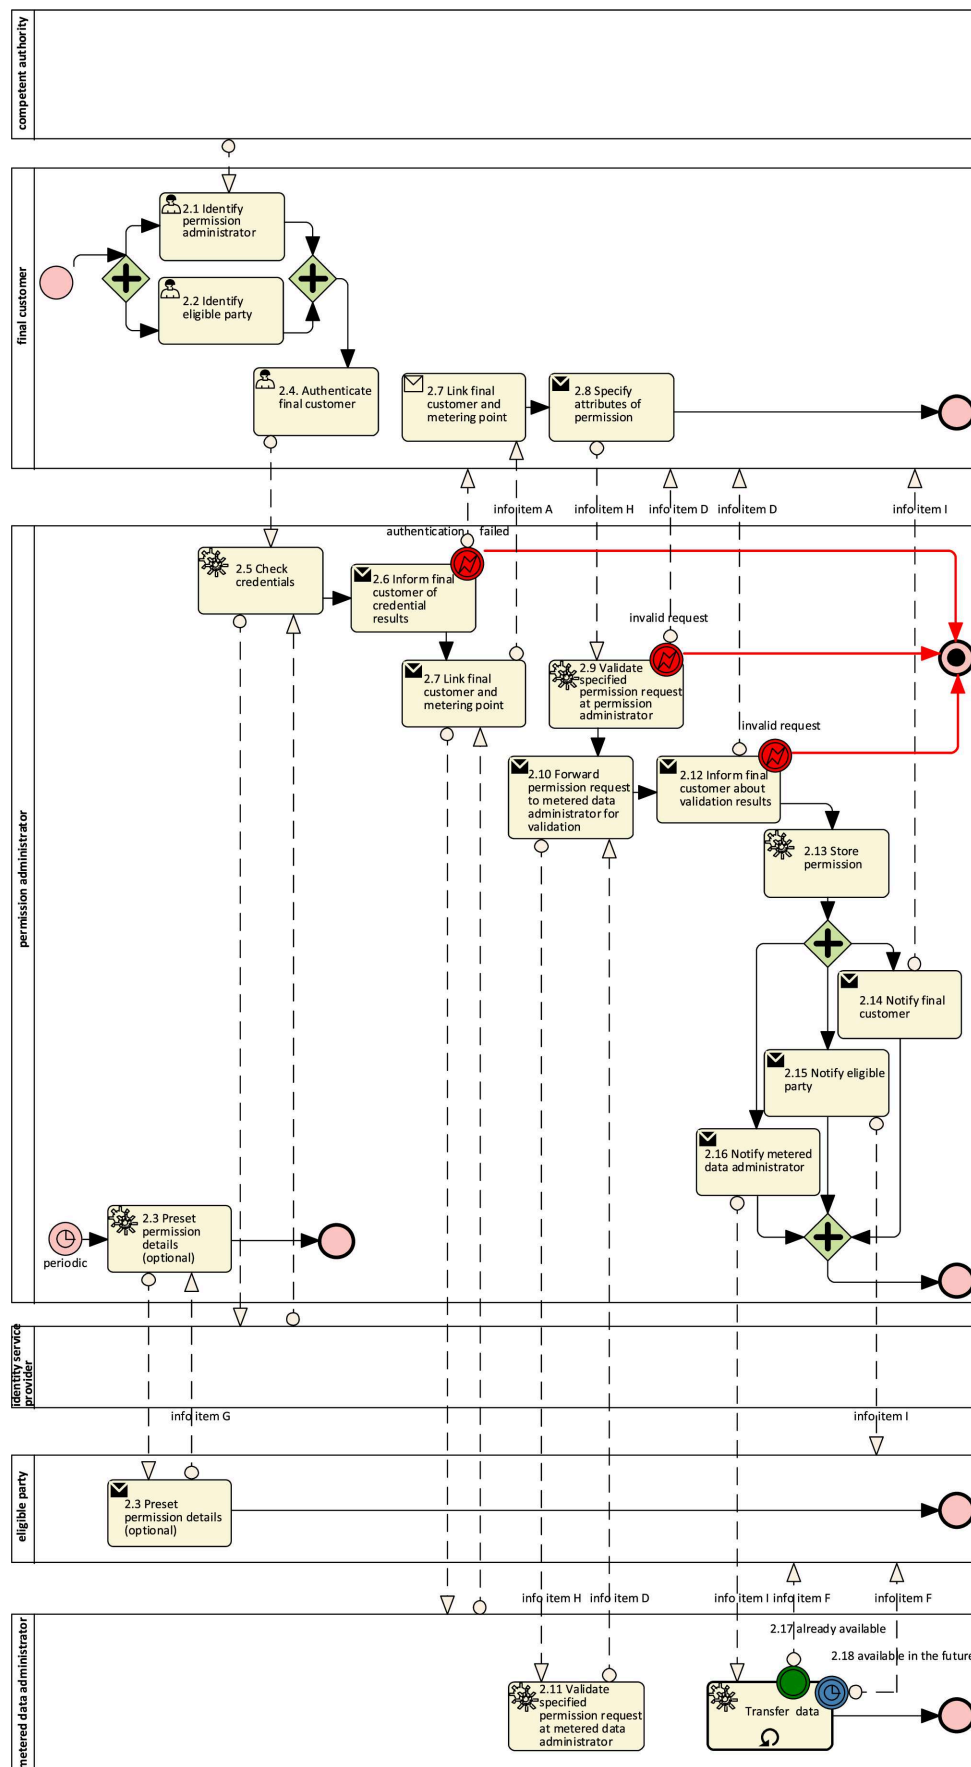 competent authority
final customer
2.1 Identify
permission
administrator
2.2 Identify
eligible party
2.4. Authenticate
final customer
2.7 Link final
customer and
metering point
2.8 Specify
attributes of
permission
info item A
info item H
info item D
info item D
info item I
permission administrator
authentication failed
2.5 Check
credentials
2.6 Inform final
customer of
credential
results
invalid request
2.7 Link final
customer and
metering point
2.9 Validate
specified
permission request
at permission
administrator
invalid request
2.10 Forward
permission request
to metered data
administrator for
validation
2.12 Inform final
customer about
validation results
2.13 Store
permission
2.14 Notify final
customer
2.15 Notify eligible
party
2.16 Notify metered
data administrator
2.3 Preset
permission
details
(optional)
periodic
identity service
provider
info item G
info item I
eligible party
2.3 Preset
permission details
(optional)
metered data administrator
info item H
info item D
info item I
info item F
info item F
2.17 already available
2.18 available in the future
2.11 Validate
specified
permission request
at metered data
administrator
Transfer data